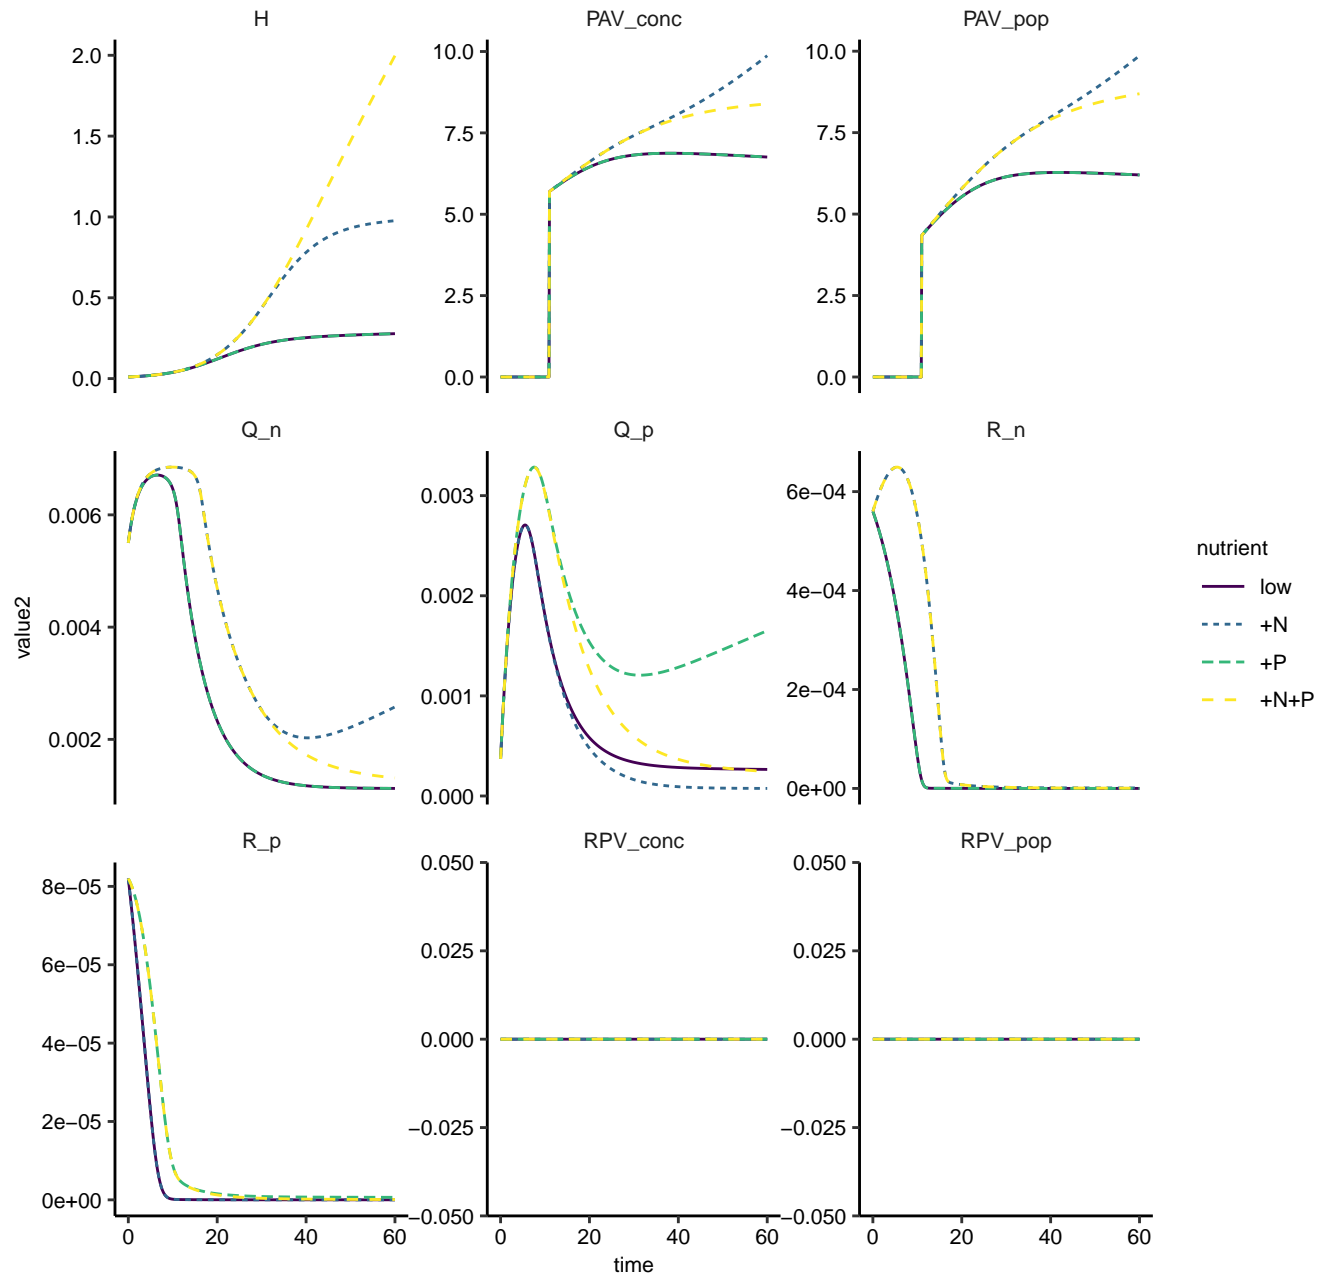 H
PAV_conc
PAV_pop
2.0
1.5
1.0
0.5
0.0
10.0
7.5
5.0
2.5
0.0
10.0
7.5
5.0
2.5
0.0
Q_n
Q_p
R_n
0.006
0.004
0.002
0.003
0.002
0.001
0.000
6e−04
4e−04
2e−04
0e+00
R_p
RPV_conc
RPV_pop
8e−05
6e−05
4e−05
2e−05
0e+00
0.050
0.025
0.000
−0.025
−0.050
0.050
0.025
0.000
−0.025
−0.050
0 20 40 60
0 20 40 60
0 20 40 60
time
value2
nutrient
low
+N
+P
+N+P